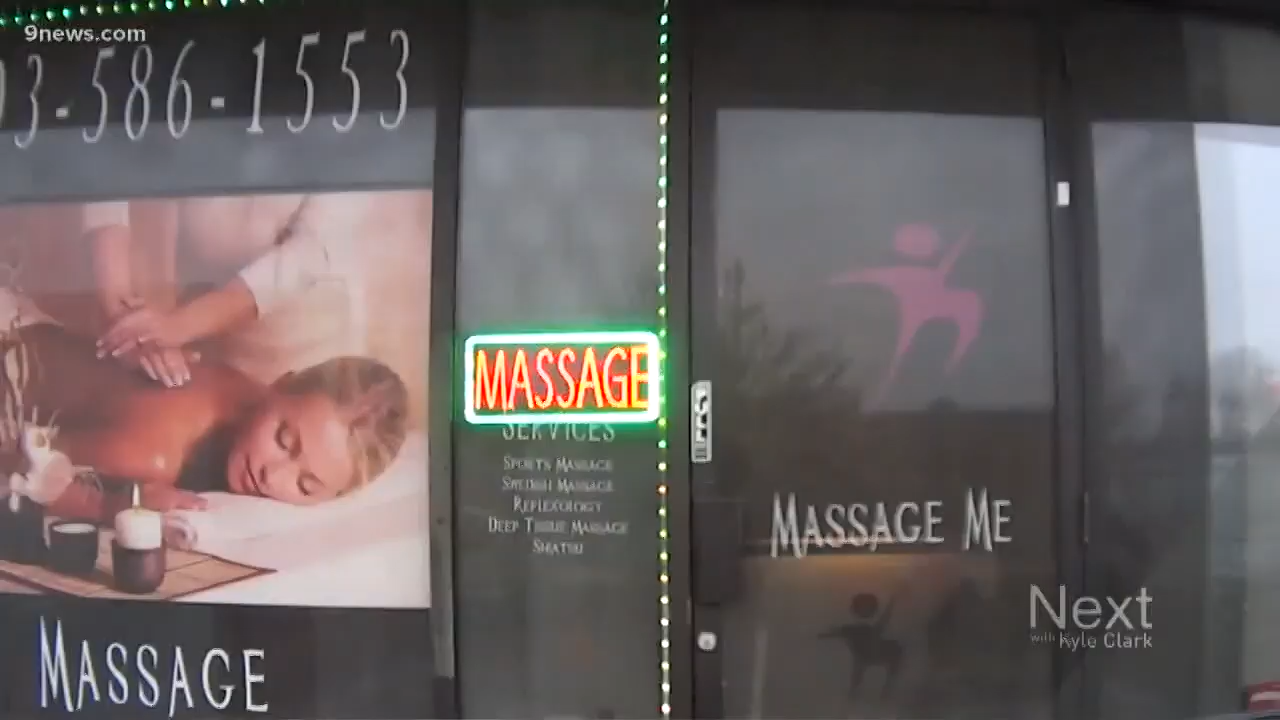 9news.com
03-586-1553
MASSAGE
SERVICES
SPORTS MASSAGE
SWEDISH MASSAGE
REFLEXOLOGY
DEEP TISSUE MASSAGE
SHIATSU
MASSAGE ME
MASSAGE
Next
with Kyle Clark